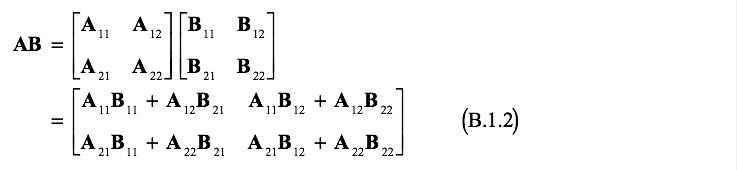 AB = [A₁₁ A₁₂] [B₁₁ B₁₂]
[A₂₁ A₂₂] [B₂₁ B₂₂]
= [A₁₁B₁₁ + A₁₂B₂₁ A₁₁B₁₂ + A₁₂B₂₂] (B.1.2)
[A₂₁B₁₁ + A₂₂B₂₁ A₂₁B₁₂ + A₂₂B₂₂]